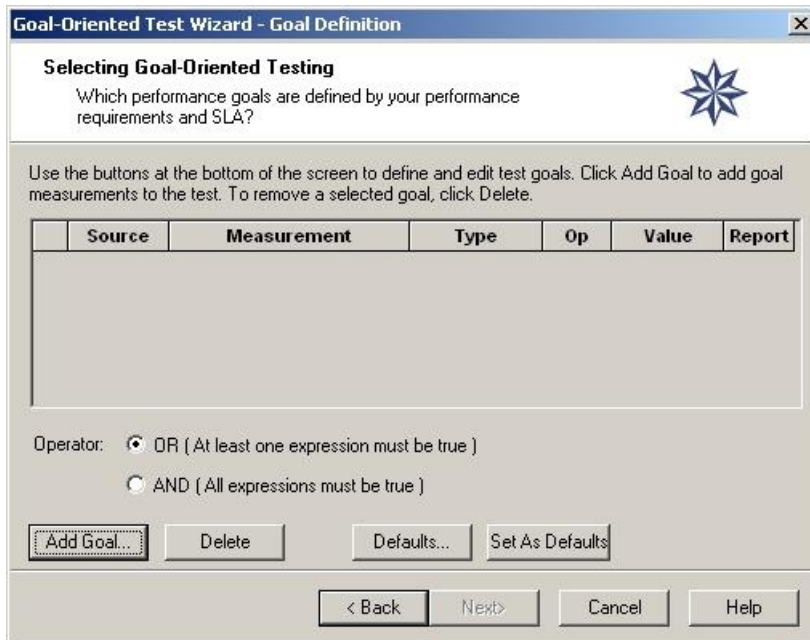 Goal-Oriented Test Wizard - Goal Definition
Selecting Goal-Oriented Testing
Which performance goals are defined by your performance
requirements and SLA?
Use the buttons at the bottom of the screen to define and edit test goals. Click Add Goal to add goal
measurements to the test. To remove a selected goal, click Delete.
Source Measurement Type Op Value Report
Operator: OR ( At least one expression must be true )
AND ( All expressions must be true )
Add Goal... Delete Defaults... Set As Defaults
< Back Next> Cancel Help